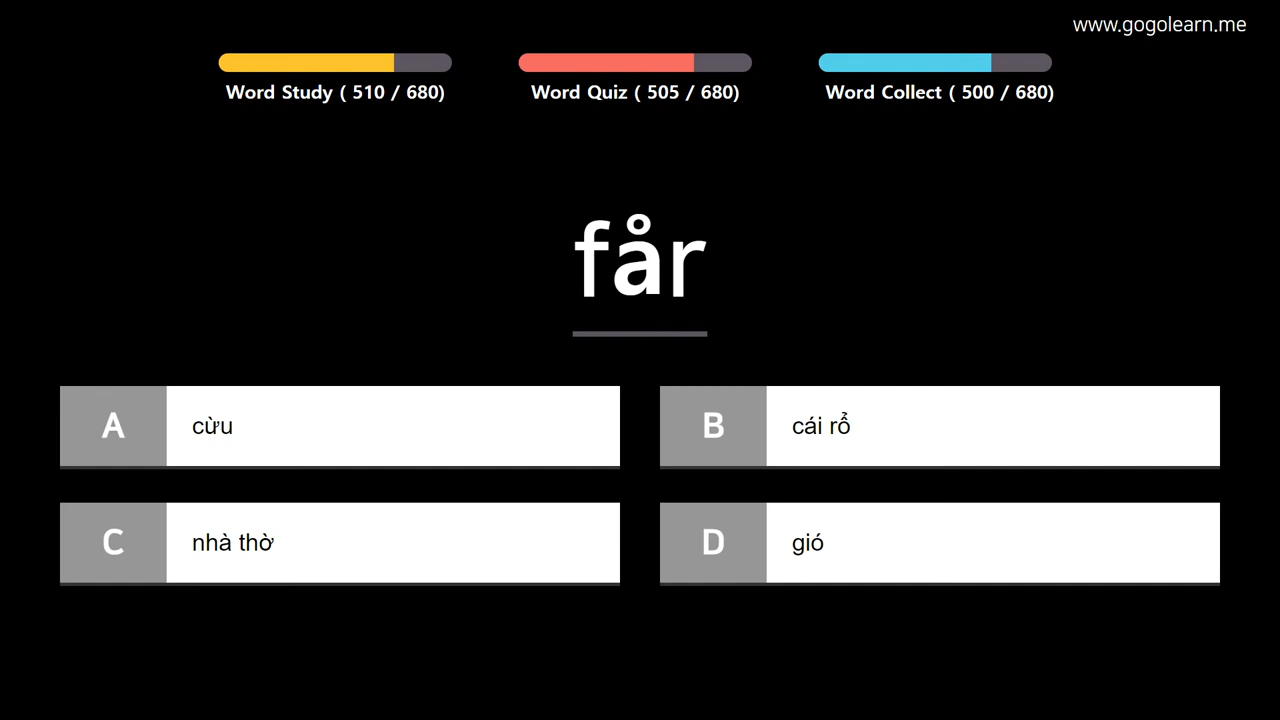 www.gogolearn.me
Word Study ( 510 / 680)
Word Quiz ( 505 / 680)
Word Collect ( 500 / 680)
får
A cừu
B cái rổ
C nhà thờ
D gió